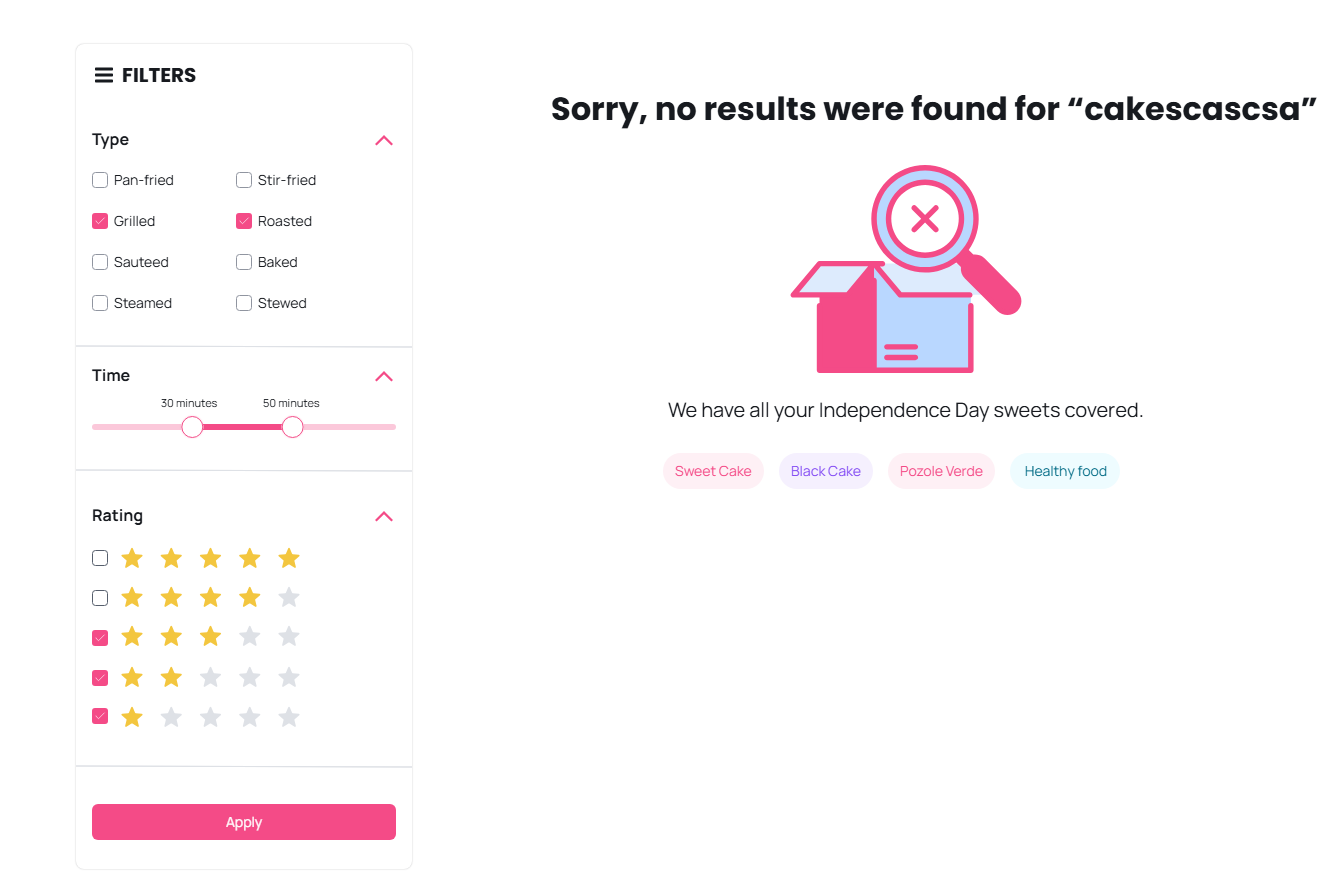 FILTERS
Type
Pan-fried
Stir-fried
Grilled
Roasted
Sauteed
Baked
Steamed
Stewed
Time
30 minutes
50 minutes
Rating
Apply
Sorry, no results were found for “cakescascsa”
We have all your Independence Day sweets covered.
Sweet Cake
Black Cake
Pozole Verde
Healthy food